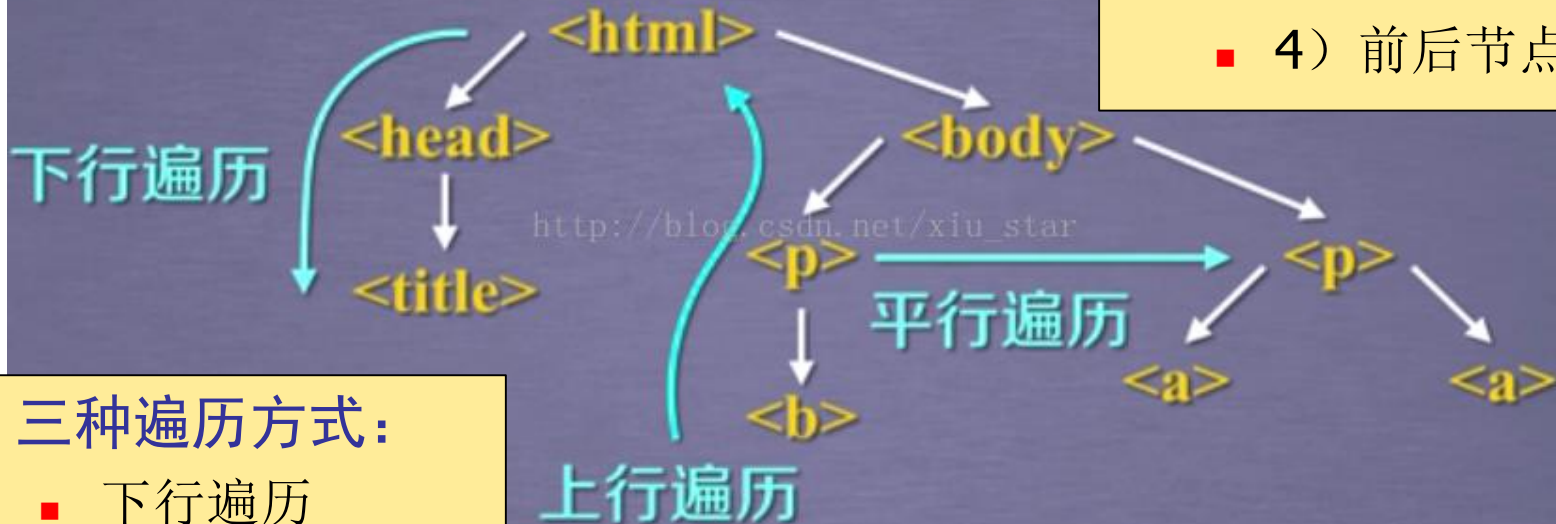 <html>
4）前后节点
<head>
<body>
下行遍历
http://blog.csdn.net/xiu_star
<p>
<p>
<title>
平行遍历
<a>
<a>
<b>
三种遍历方式：
下行遍历
上行遍历